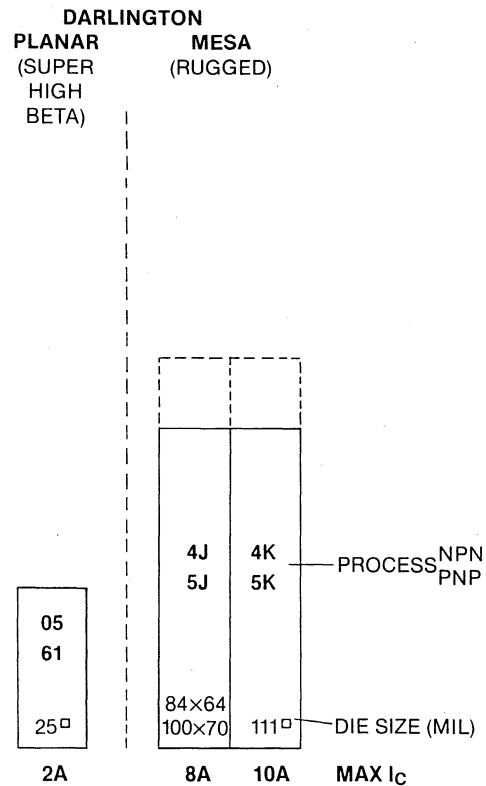 DARLINGTON
PLANAR MESA
(SUPER (RUGGED)
HIGH
BETA)
4J 4K NPN
PROCESS
5J 5K PNP
05
61
84×64
25□ 100×70 111□ DIE SIZE (MIL)
2A 8A 10A MAX IC